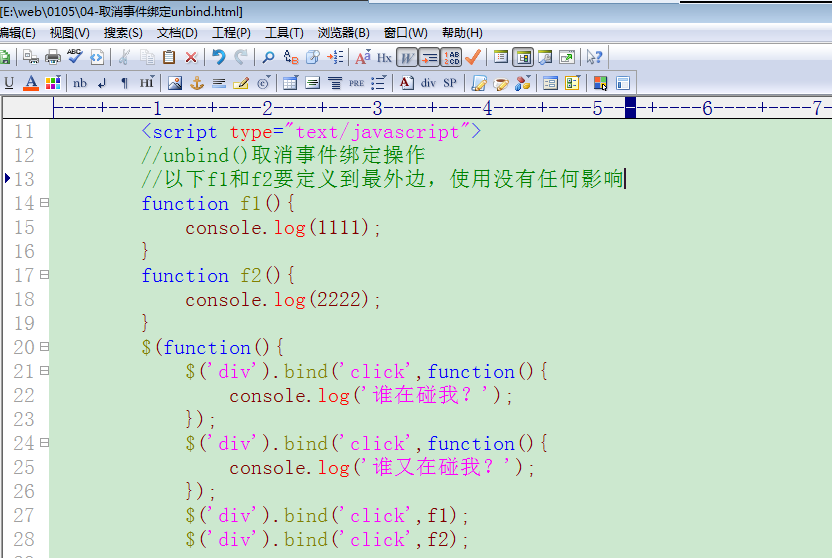 [E:\web\0105\04-取消事件绑定unbind.html]
编辑(E) 视图(V) 搜索(S) 文档(D) 工程(P) 工具(T) 浏览器(B) 窗口(W) 帮助(H)
Hx W
U A nb ¶ HI PRE A div SP
1 2 3 4 5 6 7
11 <script type="text/javascript">
12 //unbind()取消事件绑定操作
13 //以下f1和f2要定义到最外边，使用没有任何影响
14 function f1(){
15 console.log(1111);
16 }
17 function f2(){
18 console.log(2222);
19 }
20 $(function(){
21 $('div').bind('click',function(){
22 console.log('谁在碰我？');
23 });
24 $('div').bind('click',function(){
25 console.log('谁又在碰我？');
26 });
27 $('div').bind('click',f1);
28 $('div').bind('click',f2);